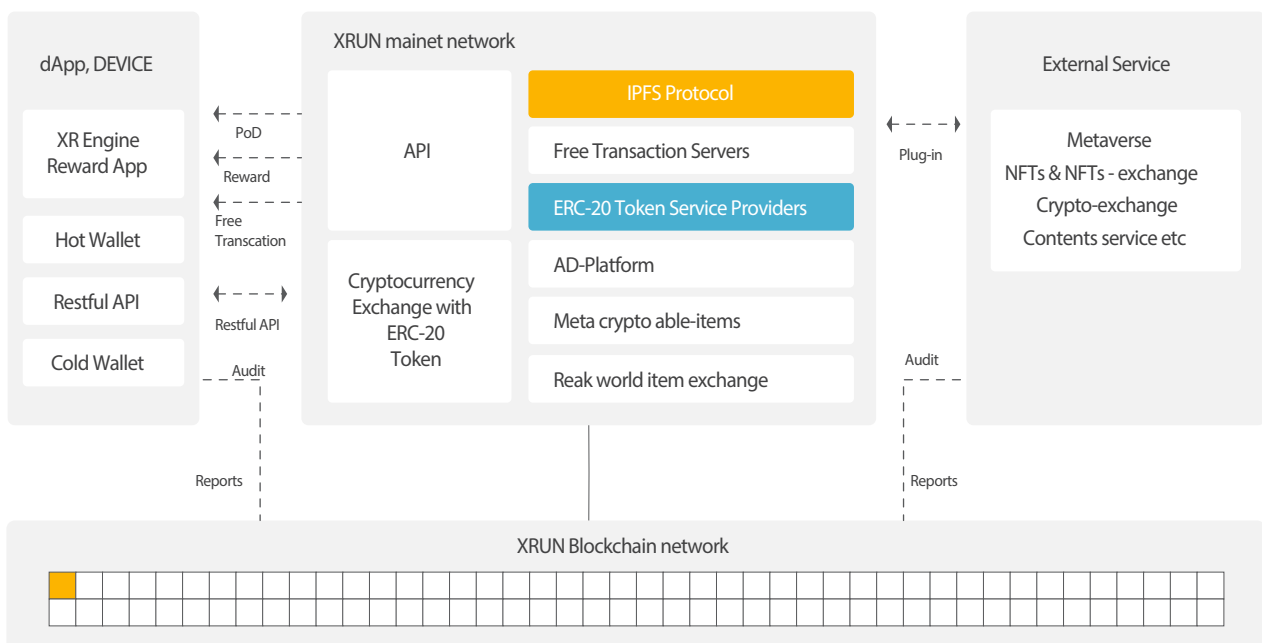 dApp, DEVICE
XR Engine
Reward App
Hot Wallet
Restful API
Cold Wallet
PoD
Reward
Free
Transcation
Restful API
Audit
Reports
XRUN mainet network
API
Cryptocurrency
Exchange with
ERC-20
Token
IPFS Protocol
Free Transaction Servers
ERC-20 Token Service Providers
AD-Platform
Meta crypto able-items
Reak world item exchange
Plug-in
Audit
Reports
External Service
Metaverse
NFTs & NFTs - exchange
Crypto-exchange
Contents service etc
XRUN Blockchain network